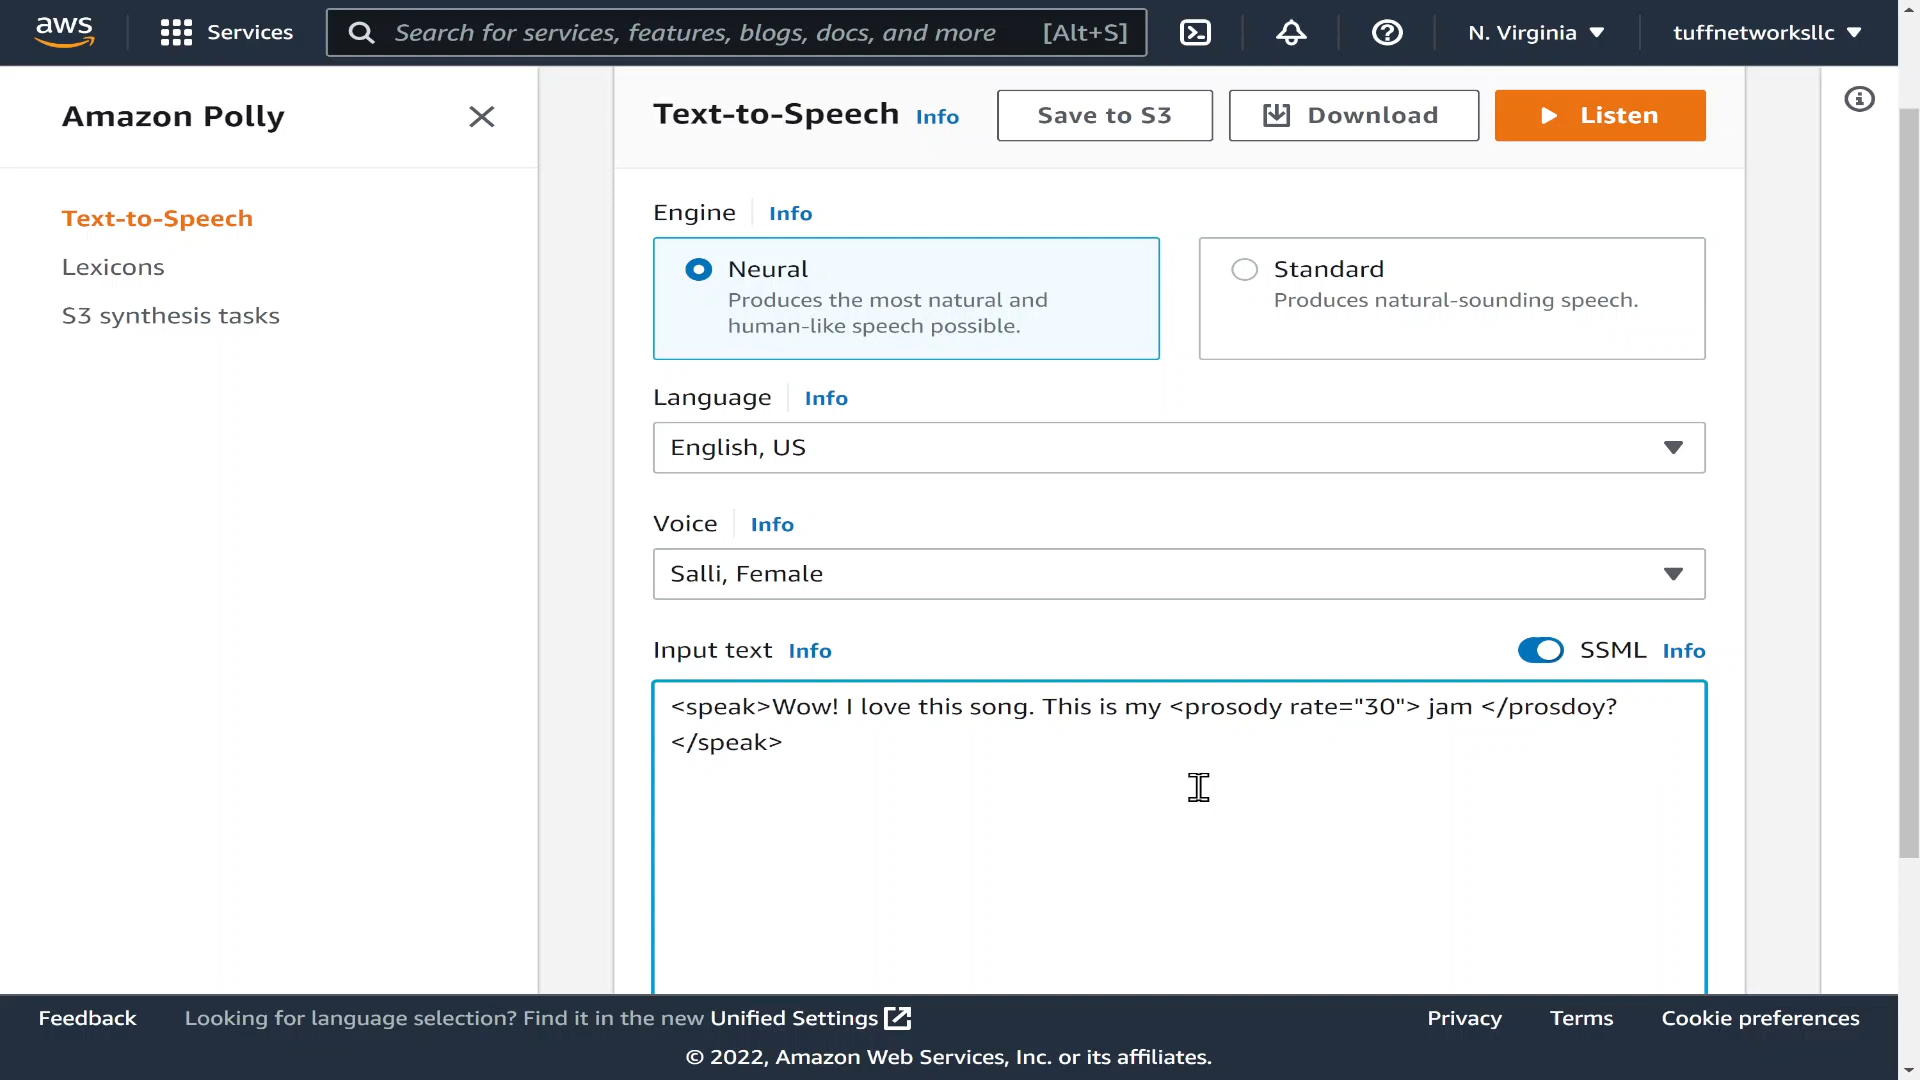 aws
Services
Search for services, features, blogs, docs, and more [Alt+S]
N. Virginia
tuffnetworksllc
Amazon Polly
Text-to-Speech
Lexicons
S3 synthesis tasks
Text-to-Speech Info
Save to S3
Download
Listen
Engine Info
Neural
Produces the most natural and
human-like speech possible.
Standard
Produces natural-sounding speech.
Language Info
English, US
Voice Info
Salli, Female
Input text Info
SSML Info
<speak>Wow! I love this song. This is my <prosody rate="30"> jam </prosdoy?
</speak>
Feedback
Looking for language selection? Find it in the new Unified Settings
Privacy
Terms
Cookie preferences
© 2022, Amazon Web Services, Inc. or its affiliates.